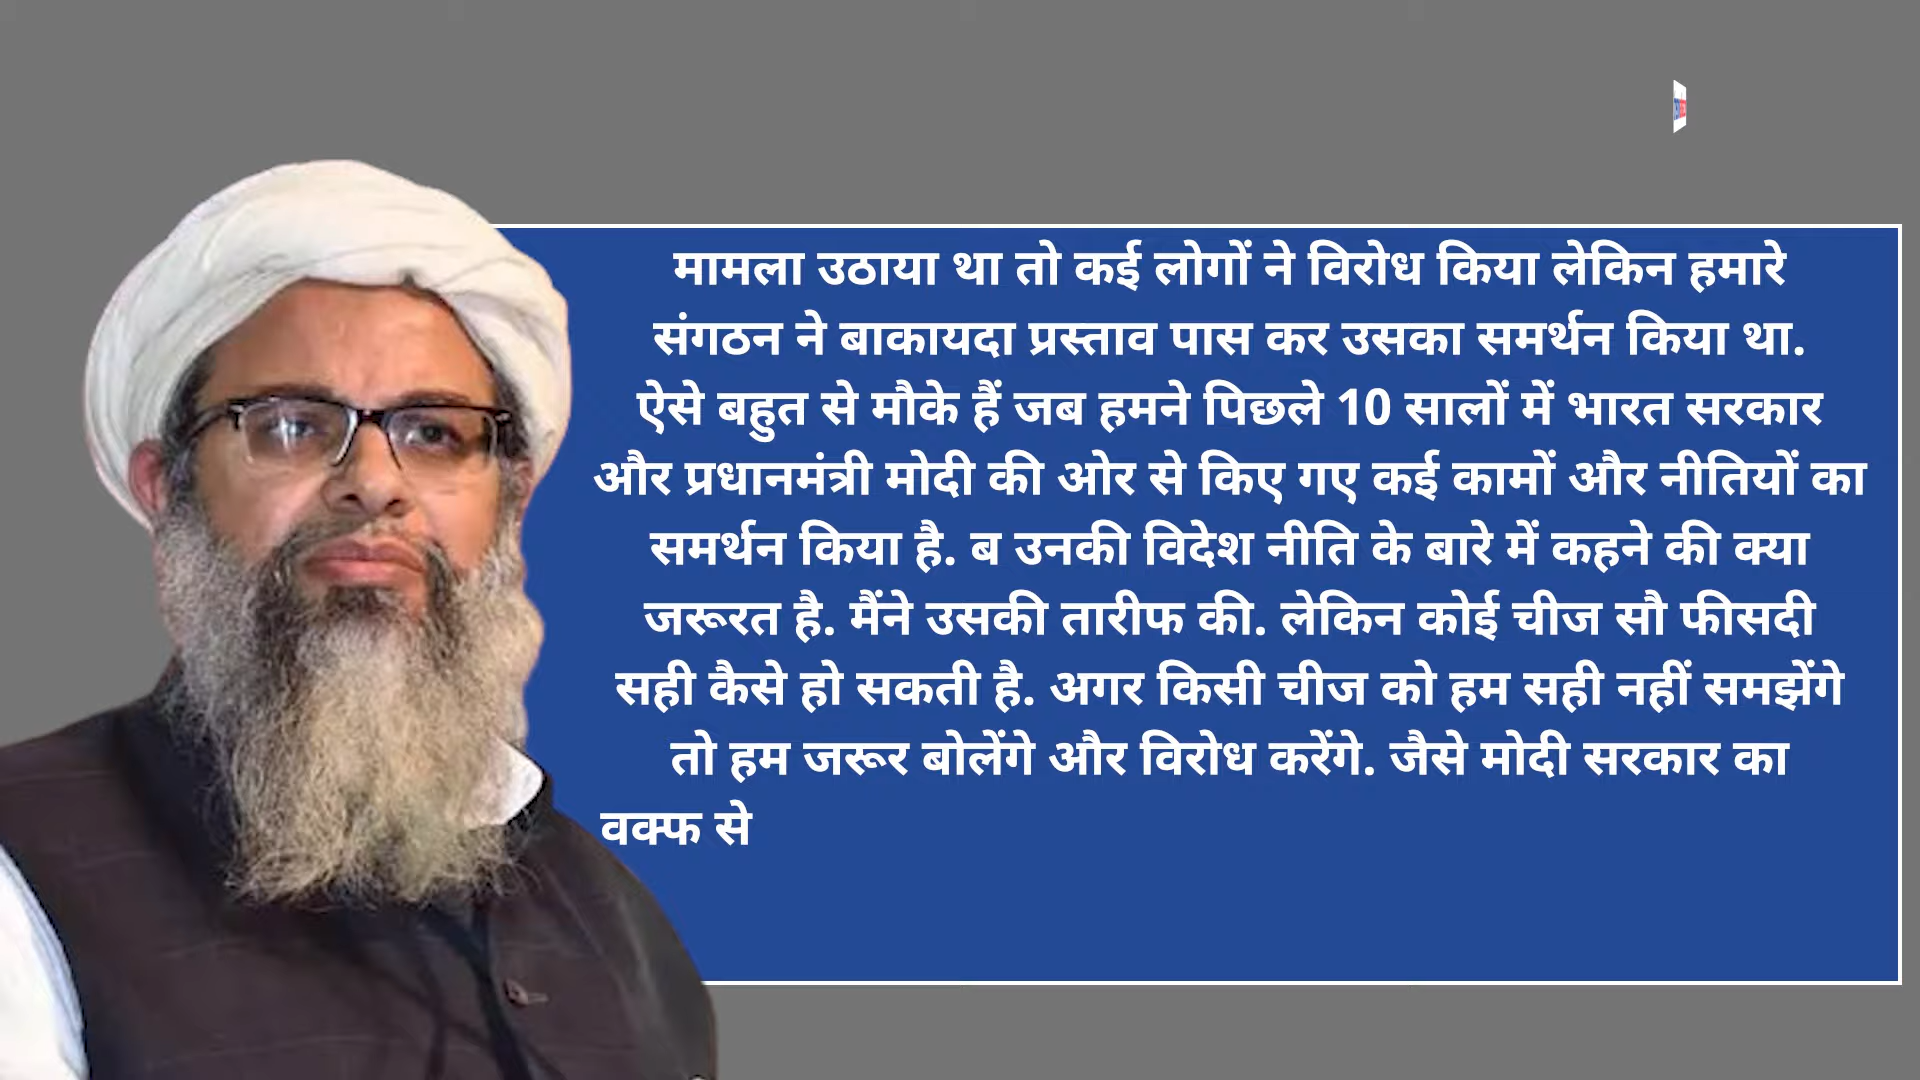 मामला उठाया था तो कई लोगों ने विरोध किया लेकिन हमारे
संगठन ने बाकायदा प्रस्ताव पास कर उसका समर्थन किया था.
ऐसे बहुत से मौके हैं जब हमने पिछले 10 सालों में भारत सरकार
और प्रधानमंत्री मोदी की ओर से किए गए कई कामों और नीतियों का
समर्थन किया है. ब उनकी विदेश नीति के बारे में कहने की क्या
जरूरत है. मैंने उसकी तारीफ की. लेकिन कोई चीज सौ फीसदी
सही कैसे हो सकती है. अगर किसी चीज को हम सही नहीं समझेंगे
तो हम जरूर बोलेंगे और विरोध करेंगे. जैसे मोदी सरकार का
वक्फ से